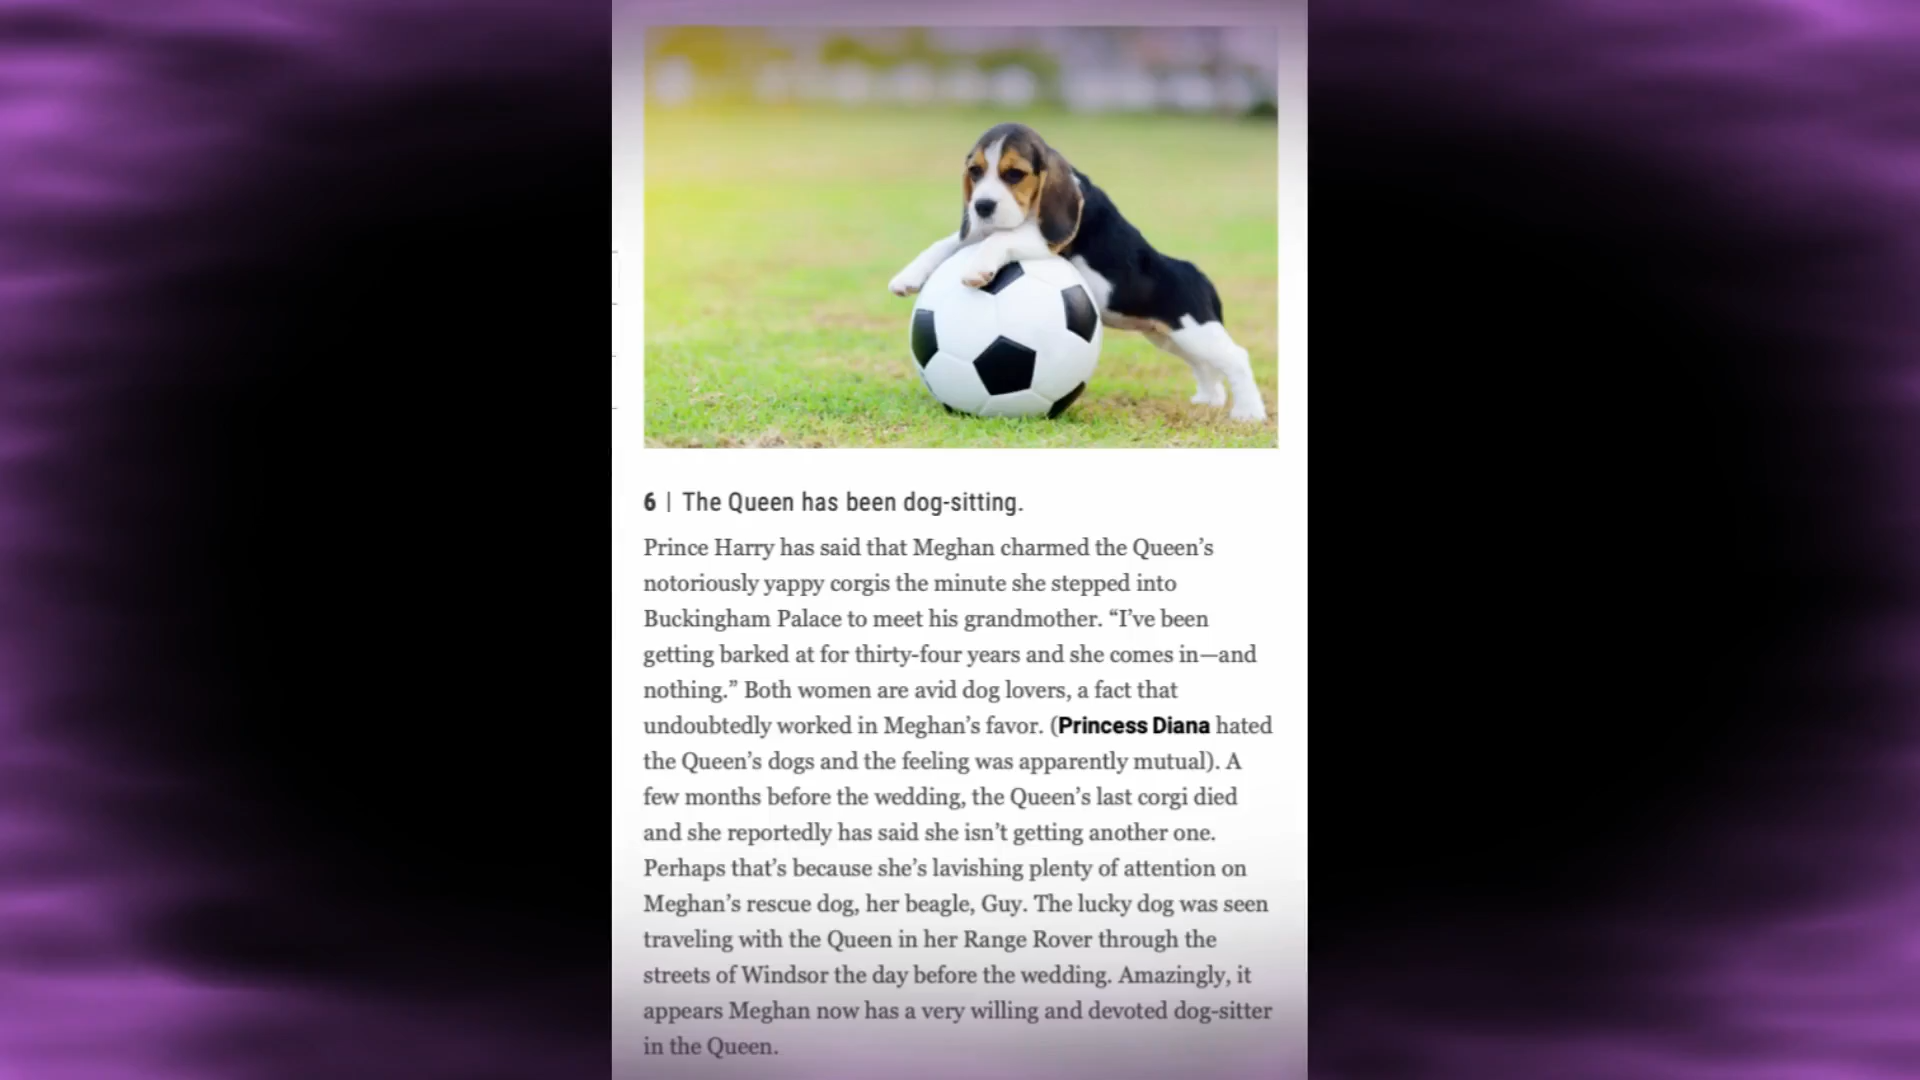 6 | The Queen has been dog-sitting.
Prince Harry has said that Meghan charmed the Queen’s
notoriously yappy corgis the minute she stepped into
Buckingham Palace to meet his grandmother. “I’ve been
getting barked at for thirty-four years and she comes in—and
nothing.” Both women are avid dog lovers, a fact that
undoubtedly worked in Meghan’s favor. (Princess Diana hated
the Queen’s dogs and the feeling was apparently mutual). A
few months before the wedding, the Queen’s last corgi died
and she reportedly has said she isn’t getting another one.
Perhaps that’s because she’s lavishing plenty of attention on
Meghan’s rescue dog, her beagle, Guy. The lucky dog was seen
traveling with the Queen in her Range Rover through the
streets of Windsor the day before the wedding. Amazingly, it
appears Meghan now has a very willing and devoted dog-sitter
in the Queen.